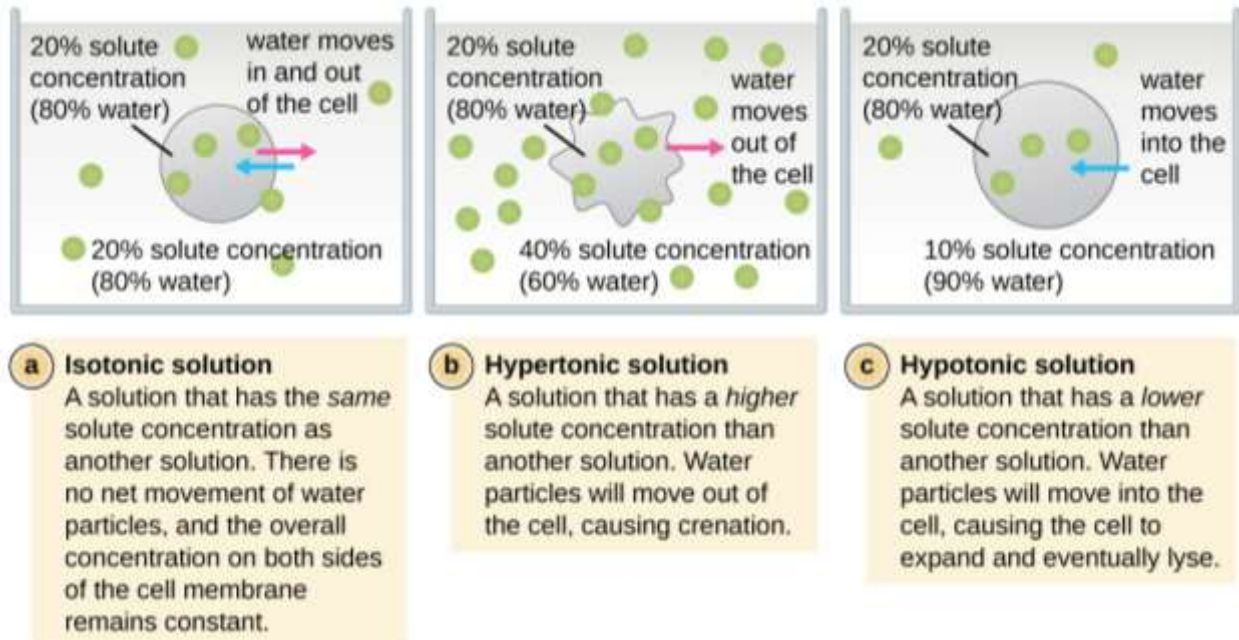 20% solute
concentration
(80% water)
water moves
in and out
of the cell
20% solute concentration
(80% water)
20% solute
concentration
(80% water)
water
moves
out of
the cell
40% solute concentration
(60% water)
20% solute
concentration
(80% water)
water
moves
into the
cell
10% solute concentration
(90% water)
a Isotonic solution
A solution that has the same
solute concentration as
another solution. There is
no net movement of water
particles, and the overall
concentration on both sides
of the cell membrane
remains constant.
b Hypertonic solution
A solution that has a higher
solute concentration than
another solution. Water
particles will move out of
the cell, causing crenation.
c Hypotonic solution
A solution that has a lower
solute concentration than
another solution. Water
particles will move into the
cell, causing the cell to
expand and eventually lyse.